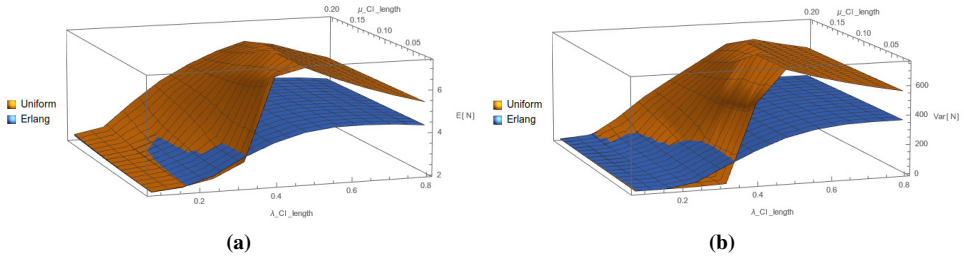 0.20
μ_CI_length
0.15
0.10
0.05
6
E[ N]
4
2
Uniform
Erlang
0.2
0.4
0.6
0.8
λ_CI_length
(a)
0.20
μ_CI_length
0.15
0.10
0.05
600
400
Var[ N]
200
0
Uniform
Erlang
0.2
0.4
0.6
0.8
λ_CI_length
(b)